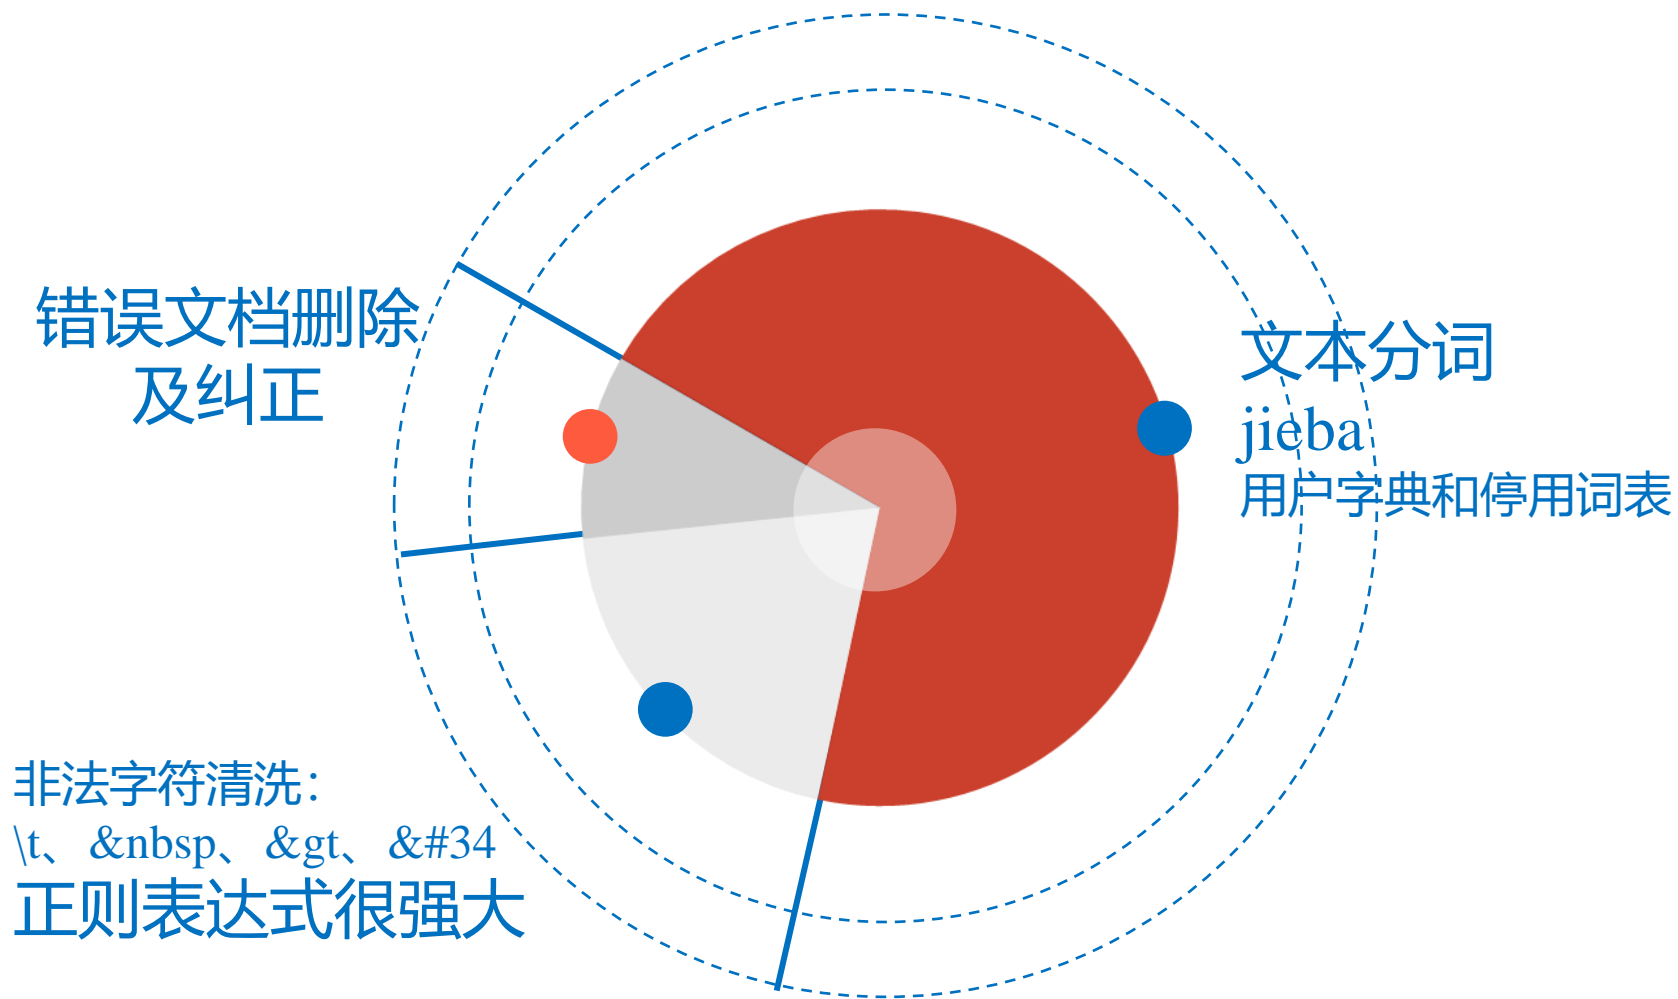 错误文档删除
及纠正
文本分词
jieba
用户字典和停用词表
非法字符清洗：
\t、&nbsp、&gt、&#34
正则表达式很强大